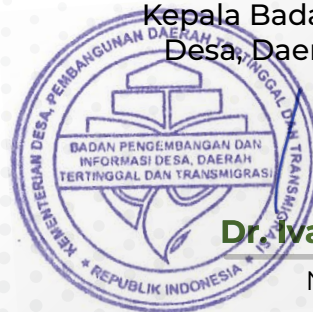 Kepala Bada
Desa, Daer
KEMENTERIAN DESA, PEMBANGUNAN DAERAH TERTINGGAL DAN TRANSMIGRASI
BADAN PENGEMBANGAN DAN
INFORMASI DESA, DAERAH
TERTINGGAL DAN TRANSMIGRASI
REPUBLIK INDONESIA
Dr. Iva
N